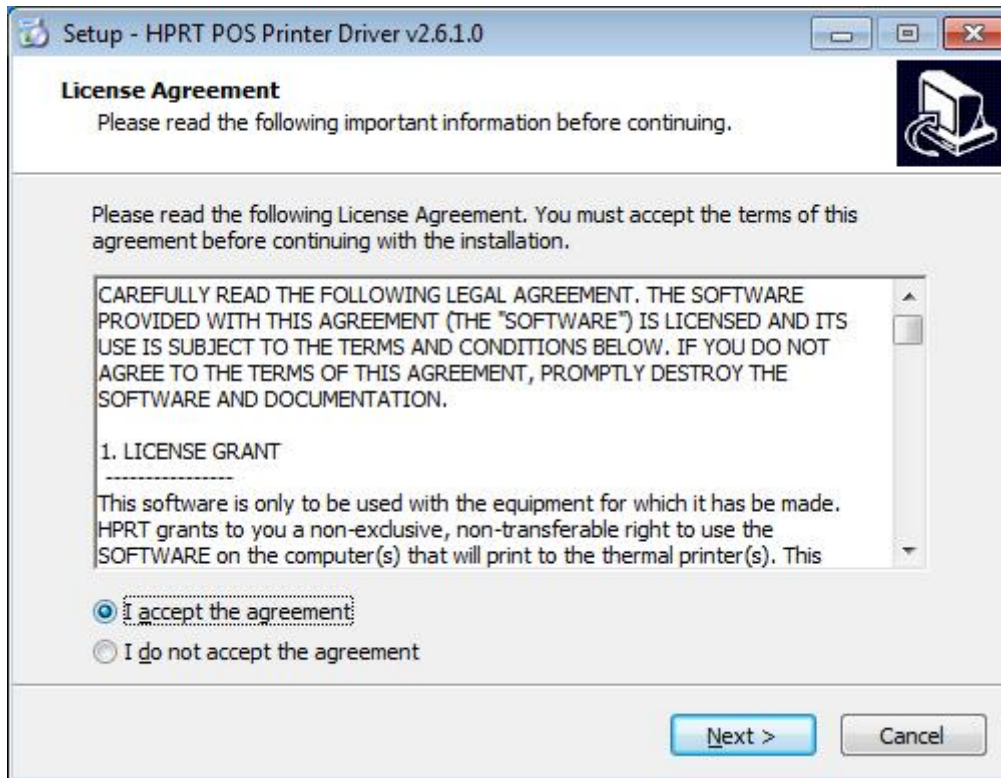 Setup - HPRT POS Printer Driver v2.6.1.0
License Agreement
Please read the following important information before continuing.
Please read the following License Agreement. You must accept the terms of this
agreement before continuing with the installation.
CAREFULLY READ THE FOLLOWING LEGAL AGREEMENT. THE SOFTWARE
PROVIDED WITH THIS AGREEMENT (THE "SOFTWARE") IS LICENSED AND ITS
USE IS SUBJECT TO THE TERMS AND CONDITIONS BELOW. IF YOU DO NOT
AGREE TO THE TERMS OF THIS AGREEMENT, PROMPTLY DESTROY THE
SOFTWARE AND DOCUMENTATION.
1. LICENSE GRANT
----------------
This software is only to be used with the equipment for which it has be made.
HPRT grants to you a non-exclusive, non-transferable right to use the
SOFTWARE on the computer(s) that will print to the thermal printer(s). This
I accept the agreement
I do not accept the agreement
Next >
Cancel